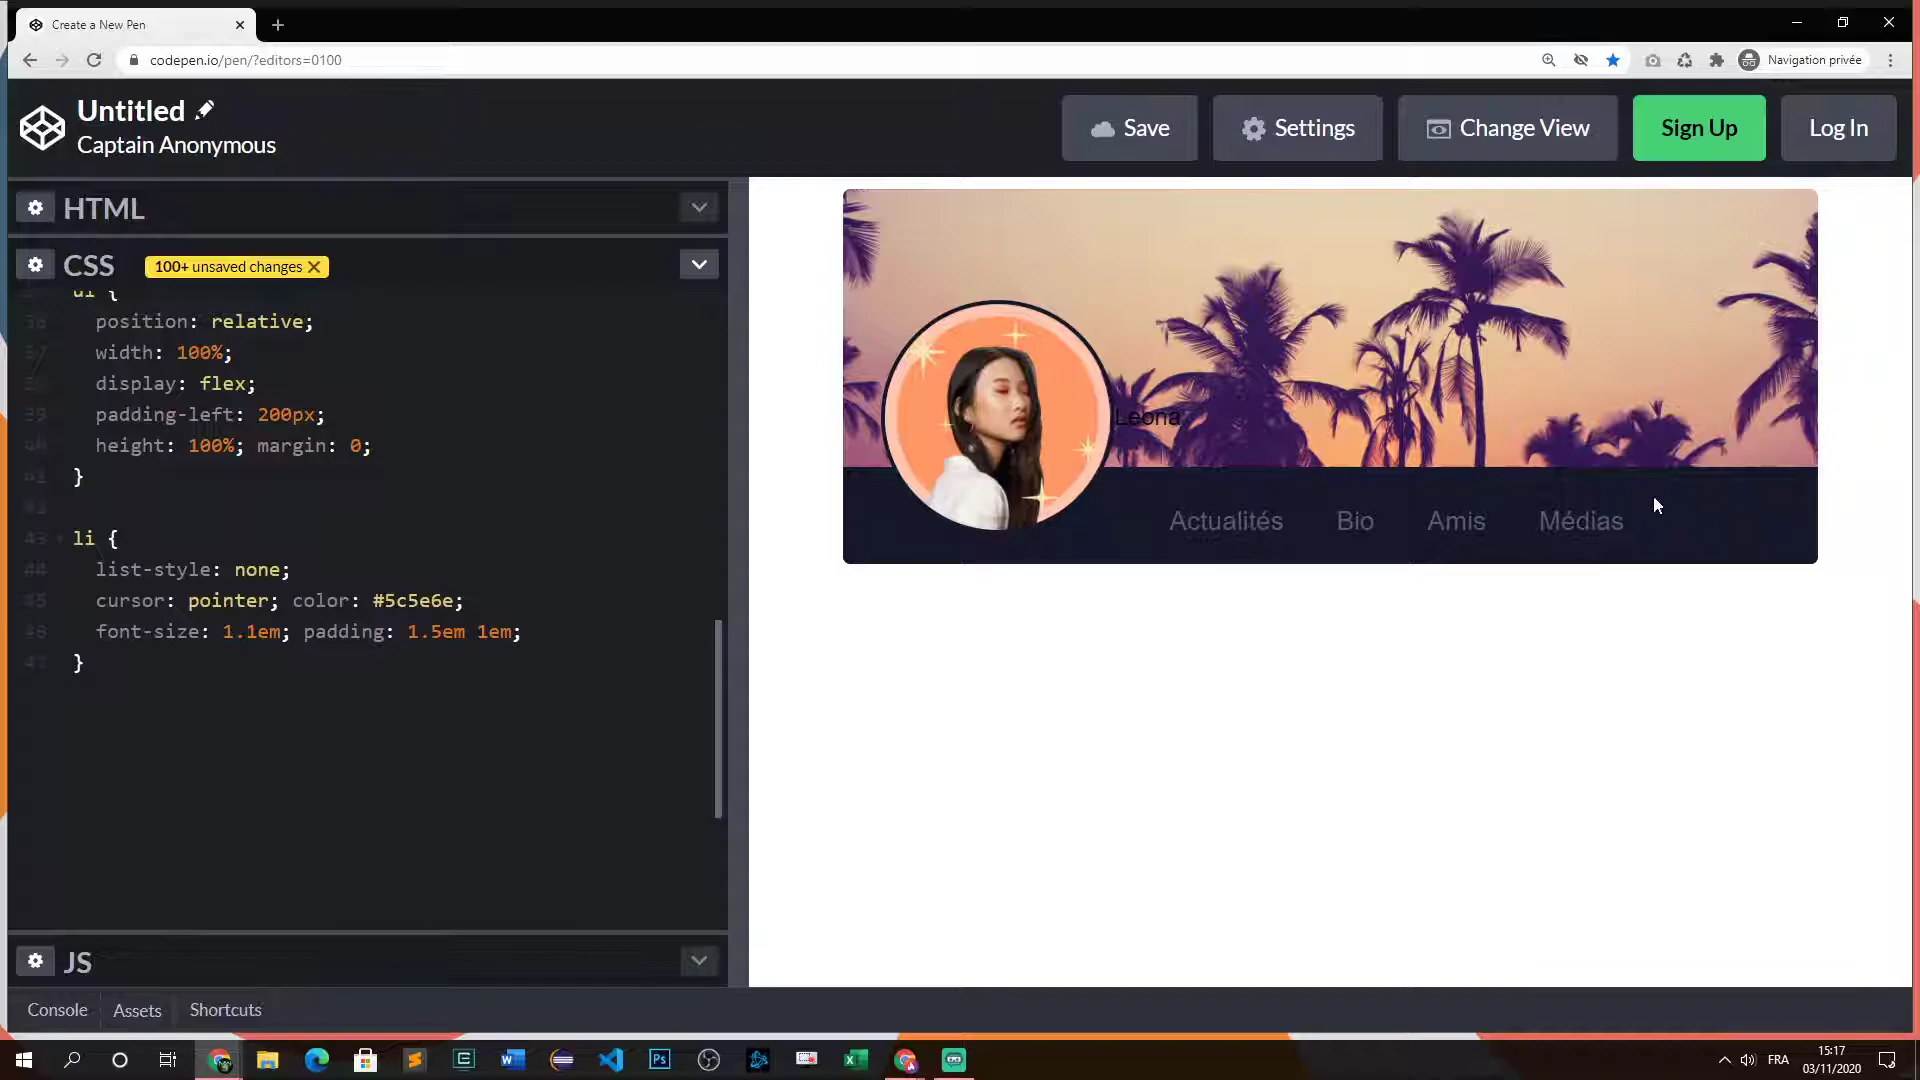 Create a New Pen
codepen.io/pen/?editors=0100
Navigation privée
Untitled
Captain Anonymous
Save
Settings
Change View
Sign Up
Log In
HTML
CSS
100+ unsaved changes
ul {
position: relative;
width: 100%;
display: flex;
padding-left: 200px;
height: 100%; margin: 0;
}
li {
list-style: none;
cursor: pointer; color: #5c5e6e;
font-size: 1.1em; padding: 1.5em 1em;
}
Leona
Actualités
Bio
Amis
Médias
JS
Console
Assets
Shortcuts
FRA
15:17
03/11/2020